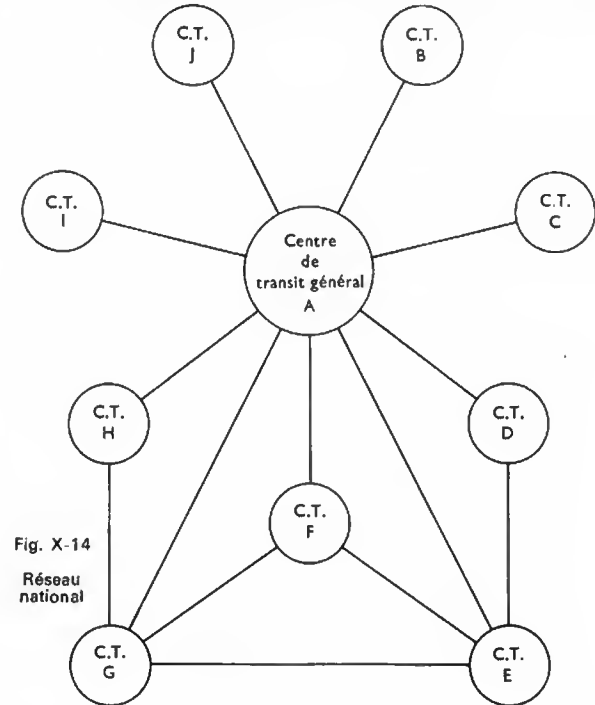 C.T.
J
C.T.
B
C.T.
I
C.T.
C
Centre
de
transit général
A
C.T.
H
C.T.
D
C.T.
F
Fig. X-14
Réseau
national
C.T.
G
C.T.
E